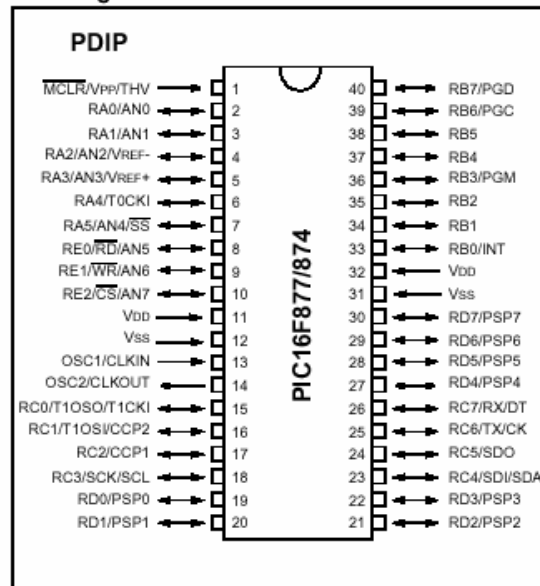 PDIP
MCLR/VPP/THV 1
RA0/AN0 2
RA1/AN1 3
RA2/AN2/VREF- 4
RA3/AN3/VREF+ 5
RA4/T0CKI 6
RA5/AN4/SS 7
RE0/RD/AN5 8
RE1/WR/AN6 9
RE2/CS/AN7 10
VDD 11
VSS 12
OSC1/CLKIN 13
OSC2/CLKOUT 14
RC0/T1OSO/T1CKI 15
RC1/T1OSI/CCP2 16
RC2/CCP1 17
RC3/SCK/SCL 18
RD0/PSP0 19
RD1/PSP1 20
PIC16F877/874
40 RB7/PGD
39 RB6/PGC
38 RB5
37 RB4
36 RB3/PGM
35 RB2
34 RB1
33 RB0/INT
32 VDD
31 VSS
30 RD7/PSP7
29 RD6/PSP6
28 RD5/PSP5
27 RD4/PSP4
26 RC7/RX/DT
25 RC6/TX/CK
24 RC5/SDO
23 RC4/SDI/SDA
22 RD3/PSP3
21 RD2/PSP2